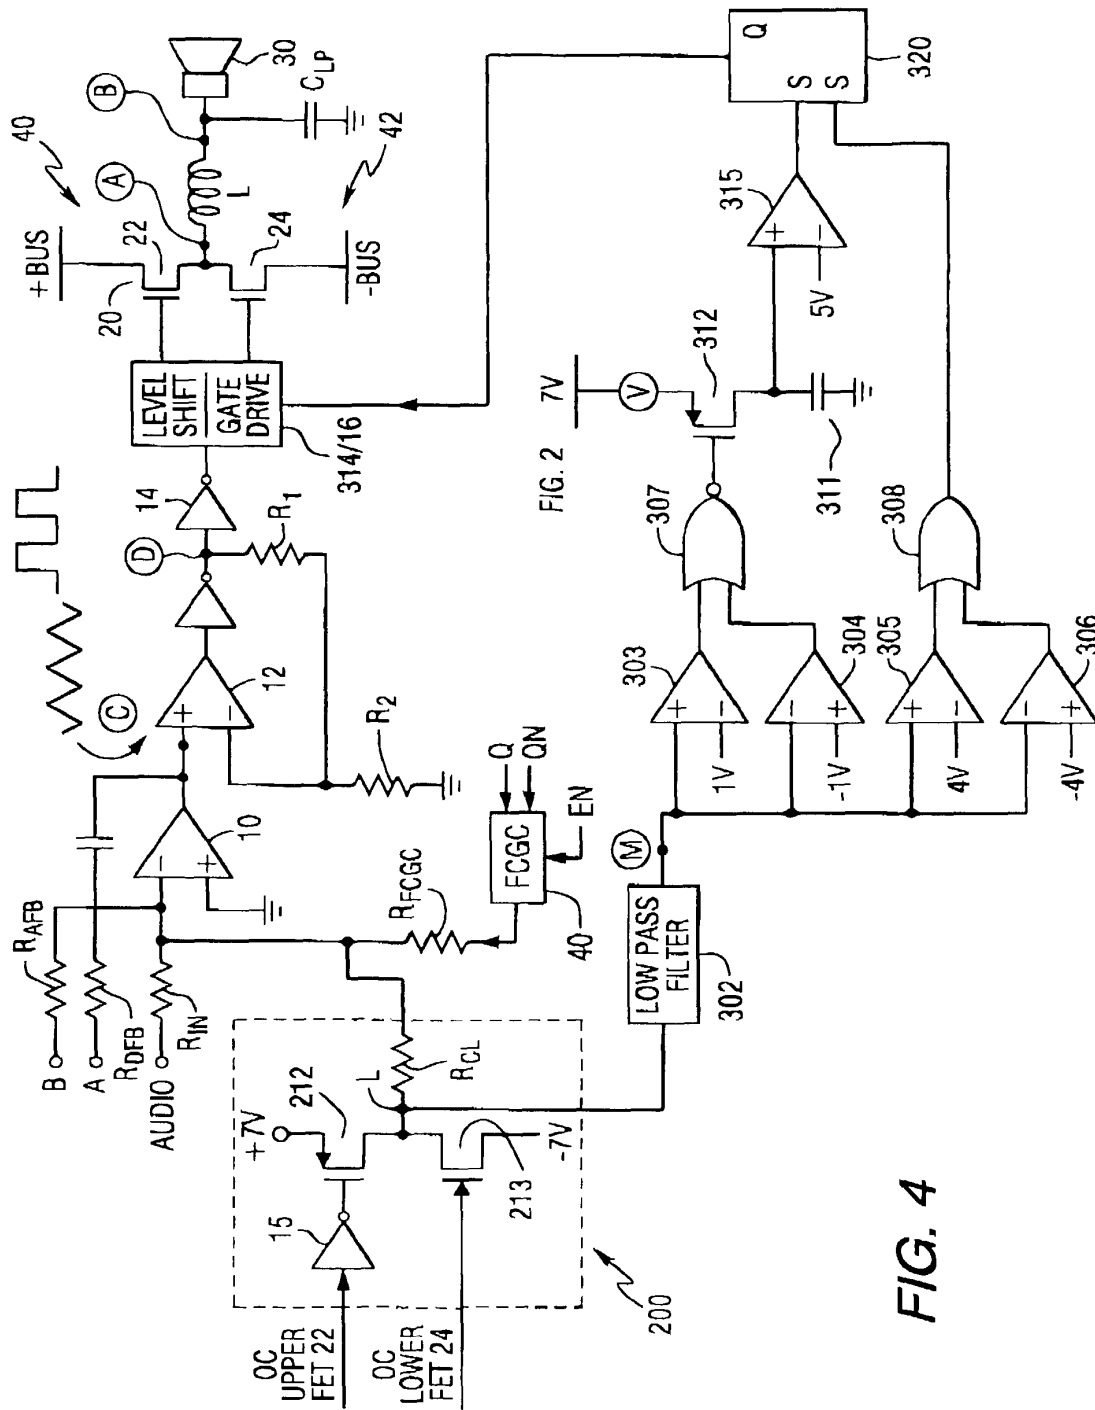 40
+BUS
20
22
A
B
30
C_LP
L
24
42
-BUS
LEVEL
SHIFT
GATE
DRIVE
314/16
14
D
R1
C
12
R2
10
B
R_AFB
A
R_DFB
AUDIO
R_IN
R_FCGC
FCGC
Q
QN
EN
40
+7V
212
15
L
R_CL
213
-7V
OC
UPPER
FET 22
OC
LOWER
FET 24
200
LOW PASS
FILTER
302
M
+
-
303
1V
-
+
304
-1V
+
-
305
4V
-
+
306
-4V
307
308
FIG. 2
7V
V
312
311
+
-
315
5V
Q
S
S
320
+
-
-
+
FIG. 4